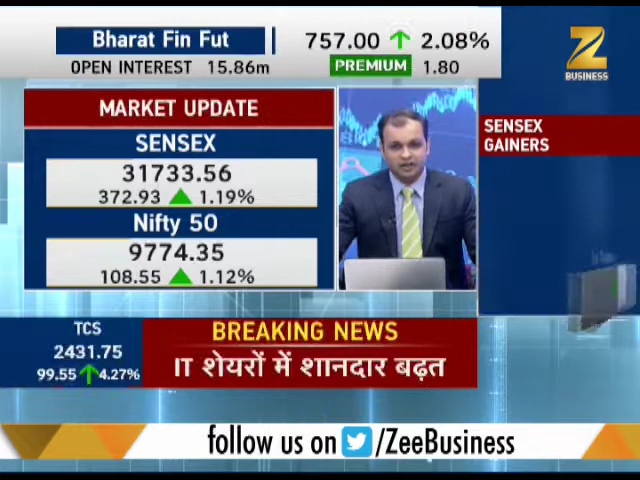 Bharat Fin Fut
757.00 2.08%
OPEN INTEREST 15.86m
PREMIUM 1.80
Z
BUSINESS
MARKET UPDATE
SENSEX
31733.56
372.93 1.19%
Nifty 50
9774.35
108.55 1.12%
SENSEX
GAINERS
TCS
2431.75
99.55 4.27%
BREAKING NEWS
IT शेयरों में शानदार बढ़त
follow us on /ZeeBusiness